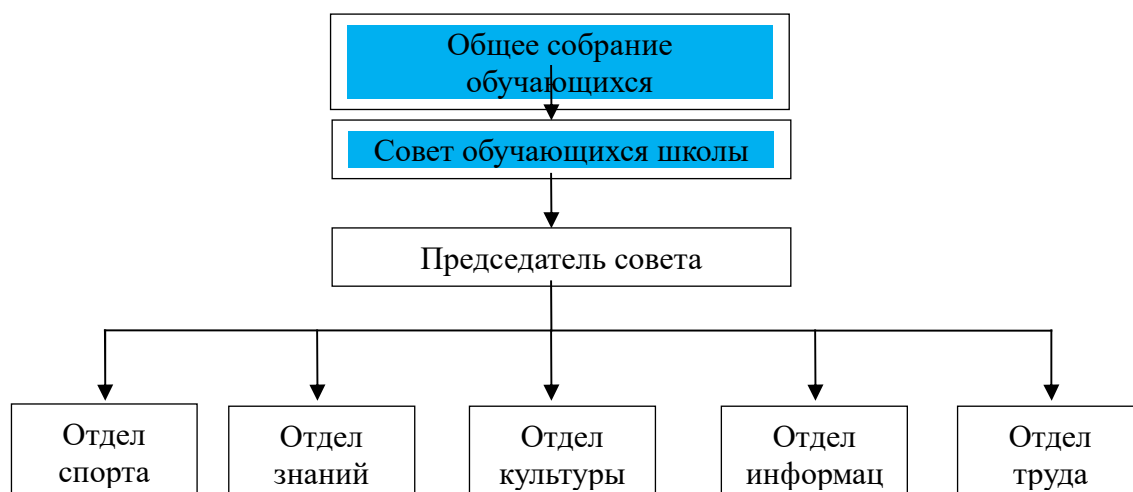 Общее собрание
обучающихся
Совет обучающихся школы
Председатель совета
Отдел
спорта
Отдел
знаний
Отдел
культуры
Отдел
информац
Отдел
труда